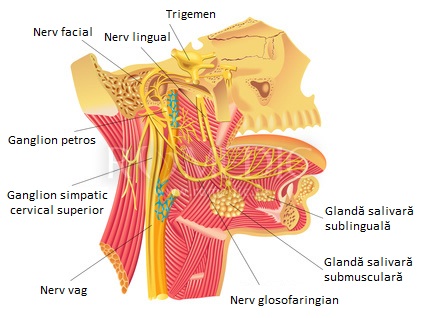 Trigemen
Nerv facial
Nerv lingual
Ganglion petros
Ganglion simpatic
cervical superior
Glandă salivară
sublinguală
Glandă salivară
submusculară
Nerv vag
Nerv glosofaringian